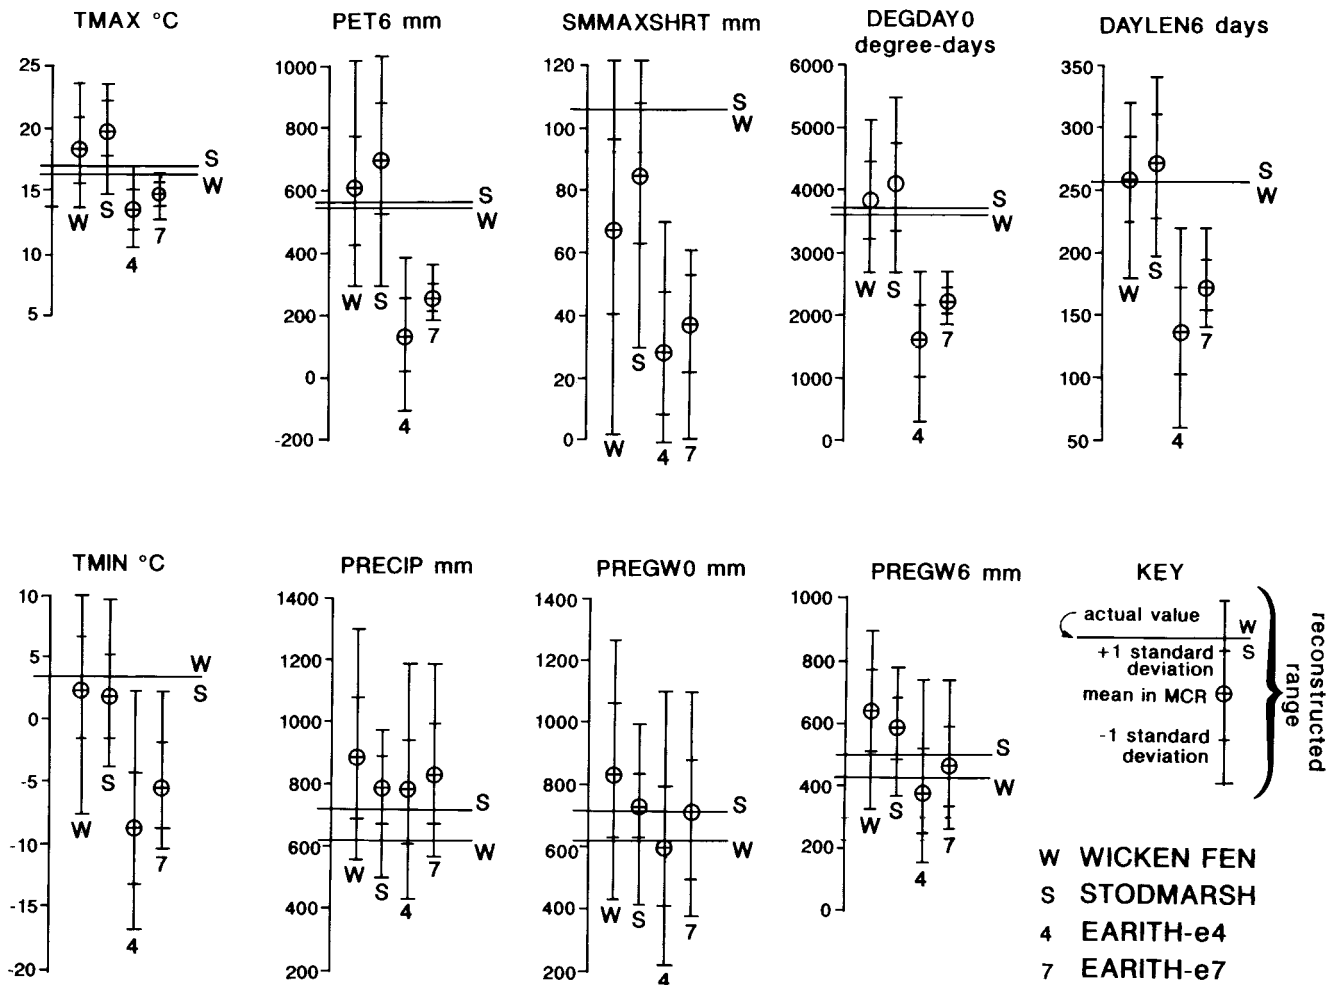 TMAX °C
25
20
15
10
5
S
W
W
S
4
7
PET6 mm
1000
800
600
400
200
0
-200
S
W
W
S
4
7
SMMAXSHRT mm
120
100
80
60
40
20
0
S
W
W
S
4
7
DEGDAY0
degree-days
6000
5000
4000
3000
2000
1000
0
S
W
W
S
4
7
DAYLEN6 days
350
300
250
200
150
100
50
S
W
W
S
4
7
TMIN °C
10
5
0
-5
-10
-15
-20
W
S
W
S
4
7
PRECIP mm
1400
1200
1000
800
600
400
200
S
W
W
S
4
7
PREGW0 mm
1400
1200
1000
800
600
400
200
S
W
W
S
4
7
PREGW6 mm
1000
800
600
400
200
0
S
W
W
S
4
7
KEY
actual value
W
S
+1 standard
deviation
mean in MCR
-1 standard
deviation
reconstructed
range
W WICKEN FEN
S STODMARSH
4 EARITH-e4
7 EARITH-e7